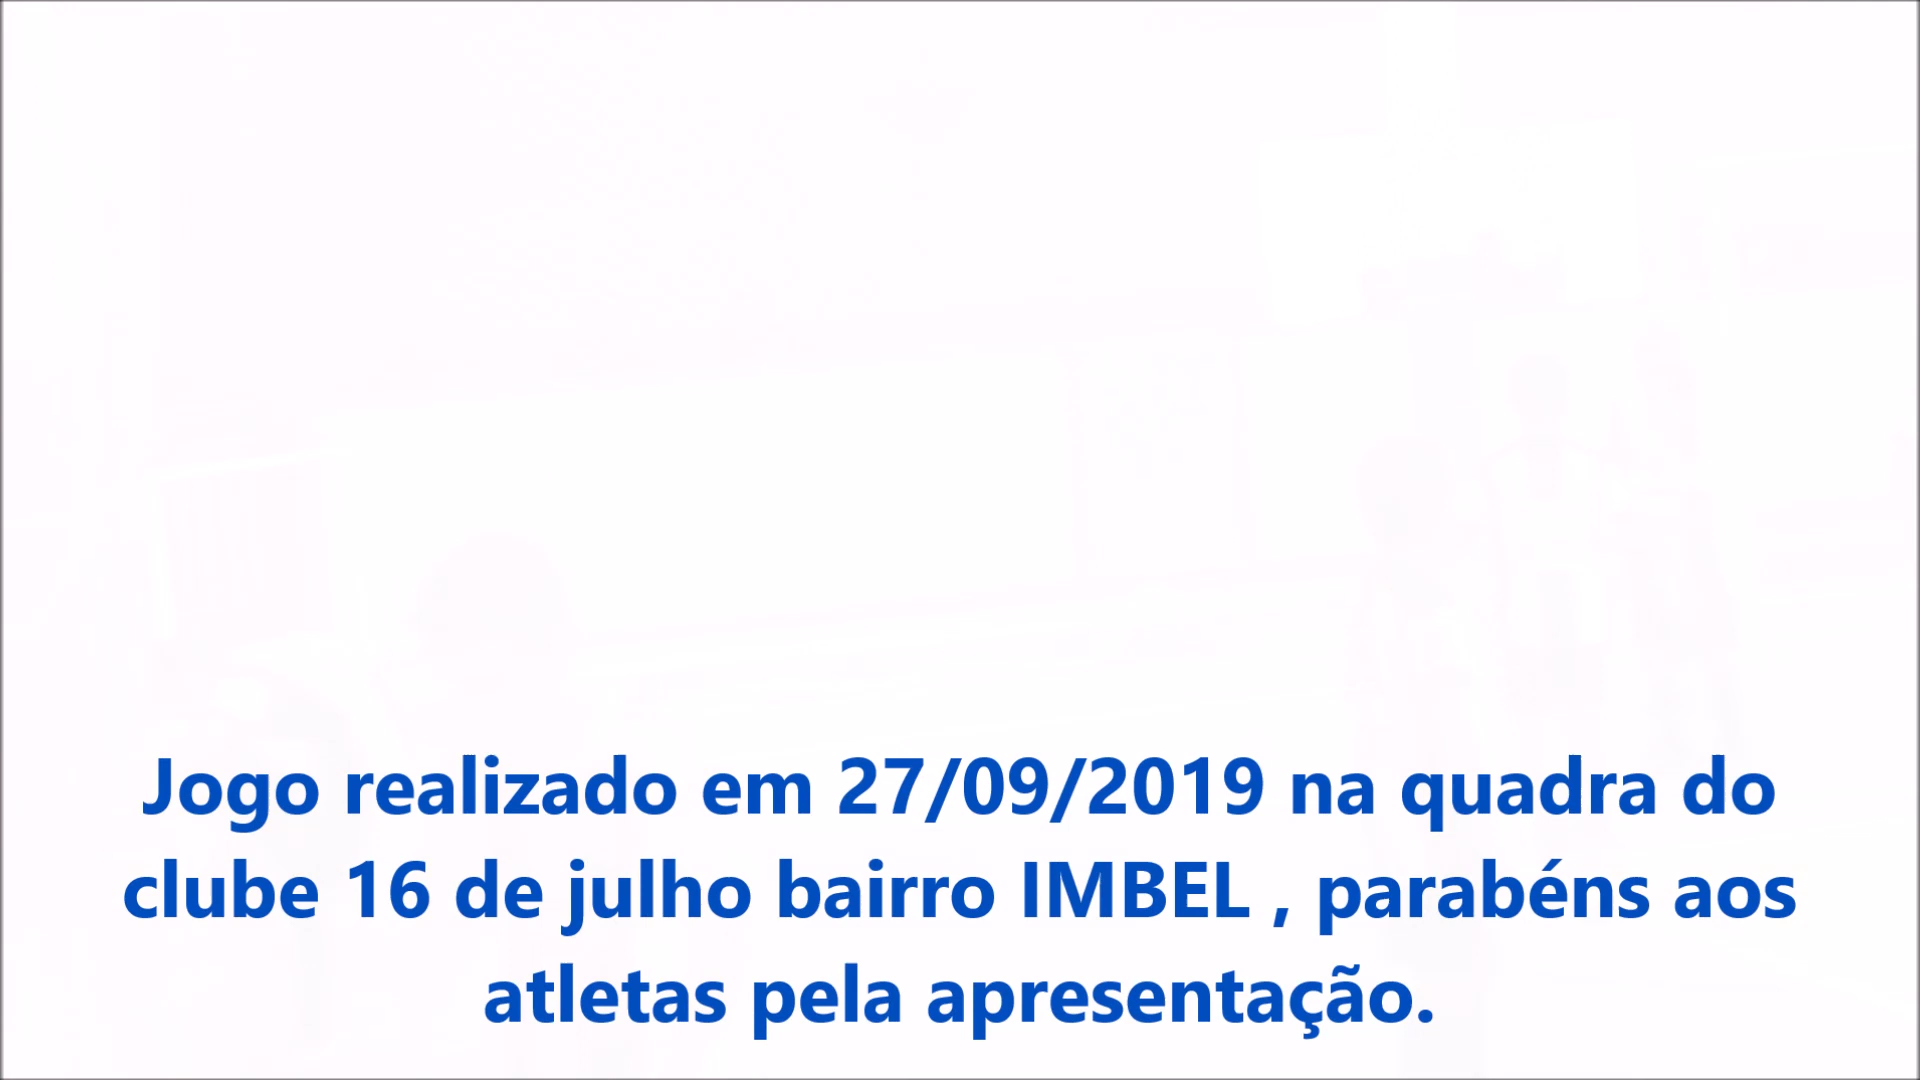 Jogo realizado em 27/09/2019 na quadra do
clube 16 de julho bairro IMBEL , parabéns aos
atletas pela apresentação.